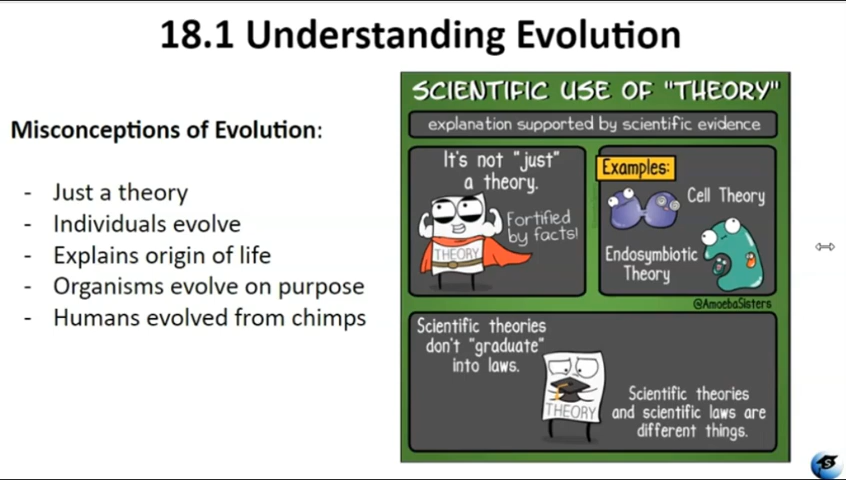 18.1 Understanding Evolution
Misconceptions of Evolution:
- Just a theory
- Individuals evolve
- Explains origin of life
- Organisms evolve on purpose
- Humans evolved from chimps
SCIENTIFIC USE OF "THEORY"
explanation supported by scientific evidence
It's not "just"
a theory.
Fortified
by facts!
THEORY
Examples:
Cell Theory
Endosymbiotic
Theory
@AmoebaSisters
Scientific theories
don't "graduate"
into laws.
THEORY
Scientific theories
and scientific laws are
different things.
S